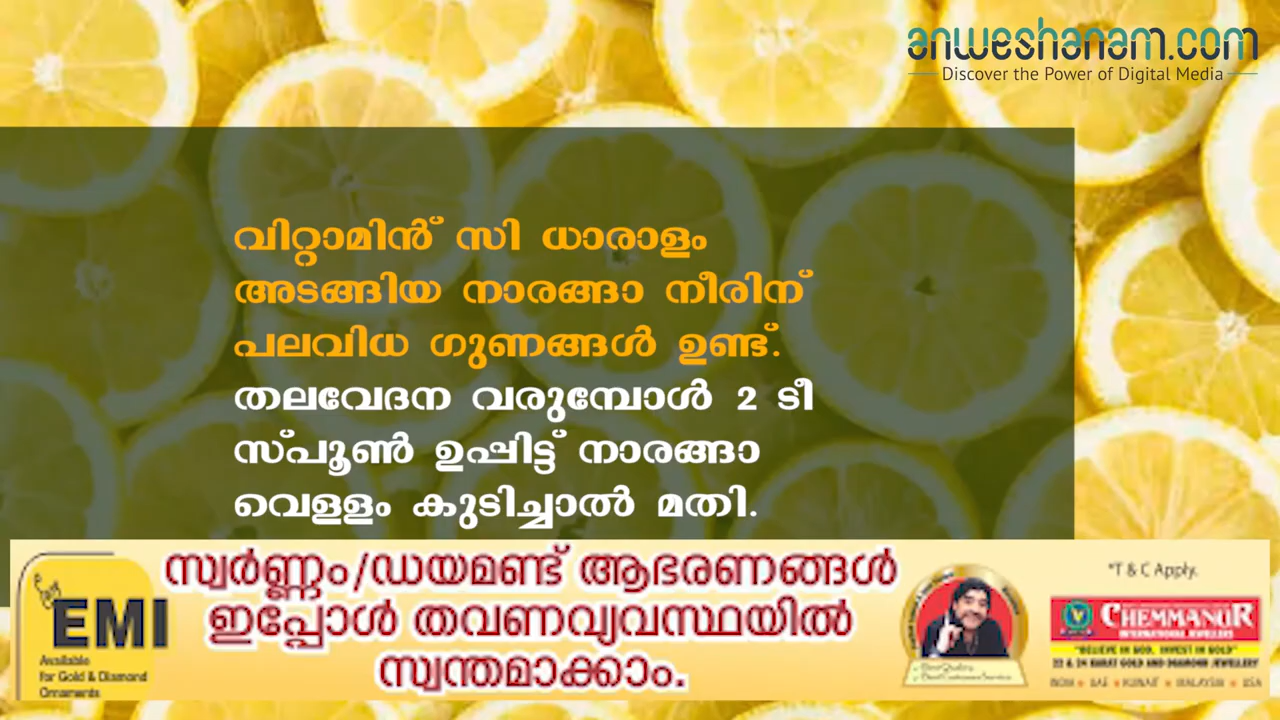 anweshanam.com
Discover the Power of Digital Media
വിറ്റാമിൻ് സി ധാരാളം
അടങ്ങിയ നാരങ്ങാ നീരിന്
പലവിധ ഗുണങ്ങൾ ഉണ്ട്.
തലവേദന വരുമ്പോൾ 2 ടീ
സ്പൂൺ ഉപ്പിട്ട് നാരങ്ങാ
വെള്ളം കുടിച്ചാൽ മതി.
EMI
Available
for Gold & Diamond
Ornaments
സ്വർണ്ണം/ഡയമണ്ട് ആഭരണങ്ങൾ
ഇപ്പോൾ തവണവ്യവസ്ഥയിൽ
സ്വന്തമാക്കാം.
*T & C Apply.
CHEMMANUR
INTERNATIONAL JEWELLERS
"BELIEVE IN GOD, INVEST IN GOLD"
22 & 24 KARAT GOLD AND DIAMOND JEWELLERY
INDIA • UAE • KUWAIT • MALAYSIA • USA